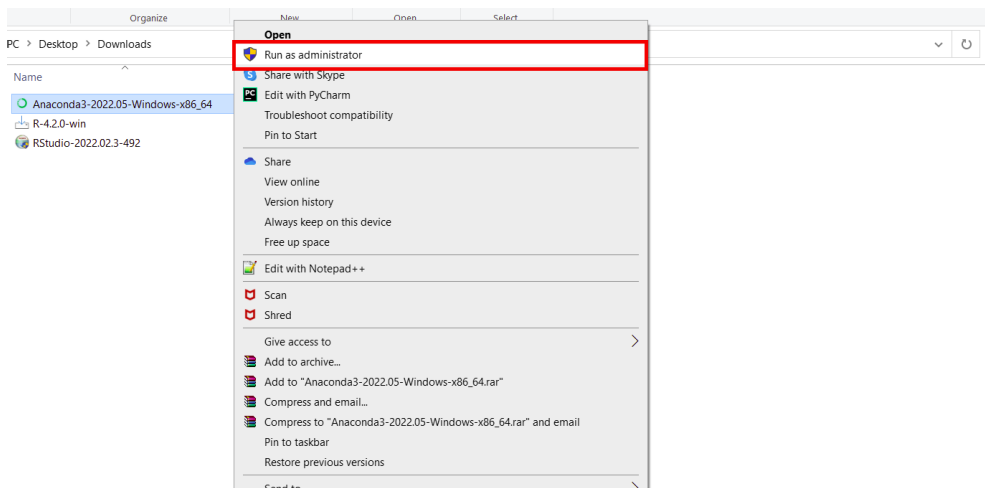 Organize New Open Select
PC > Desktop > Downloads
Name
Anaconda3-2022.05-Windows-x86_64
R-4.2.0-win
RStudio-2022.02.3-492
Open
Run as administrator
Share with Skype
Edit with PyCharm
Troubleshoot compatibility
Pin to Start
Share
View online
Version history
Always keep on this device
Free up space
Edit with Notepad++
Scan
Shred
Give access to
Add to archive...
Add to "Anaconda3-2022.05-Windows-x86_64.rar"
Compress and email...
Compress to "Anaconda3-2022.05-Windows-x86_64.rar" and email
Pin to taskbar
Restore previous versions
Send to